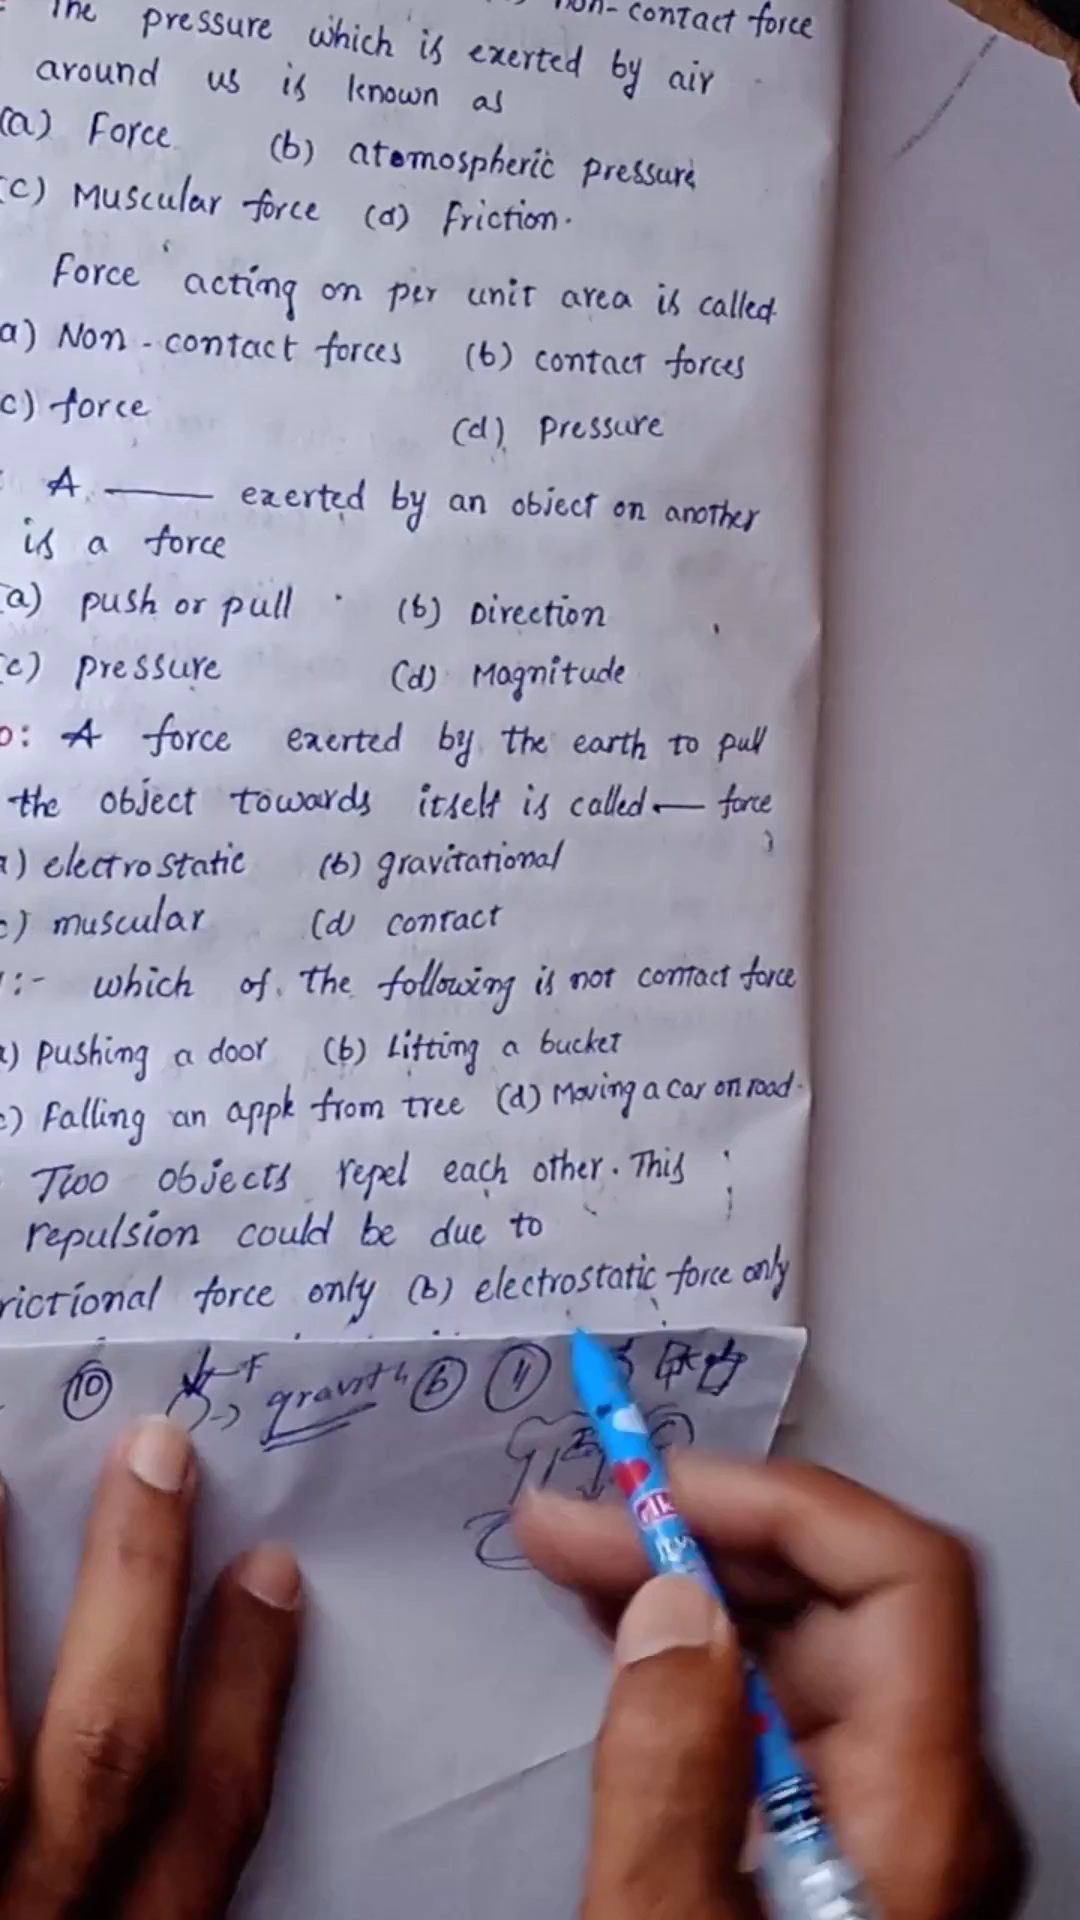 non-contact force
The pressure which is exerted by air
around us is known as
(a) Force (b) atomospheric pressure
(c) Muscular force (d) Friction.
Force acting on per unit area is called
a) Non-contact forces (b) contact forces
c) force (d) Pressure
A —— exerted by an object on another
is a force
(a) push or pull (b) Direction
(c) pressure (d) Magnitude
0: A force exerted by the earth to pull
the object towards itself is called — force
a) electrostatic (b) gravitational
c) muscular (d) contact
:- which of the following is not contact force
a) pushing a door (b) Lifting a bucket
c) Falling an apple from tree (d) Moving a car on road.
Two objects repel each other. This
repulsion could be due to
rictional force only (b) electrostatic force only
10 F gravit b 11